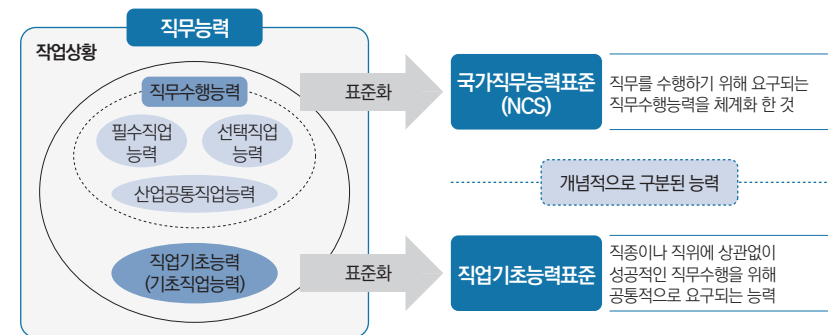 직무능력
작업상황
직무수행능력
필수직업
능력
선택직업
능력
산업공통직업능력
직업기초능력
(기초직업능력)
표준화
국가직무능력표준
(NCS)
직무를 수행하기 위해 요구되는
직무수행능력을 체계화 한 것
개념적으로 구분된 능력
표준화
직업기초능력표준
직종이나 직위에 상관없이
성공적인 직무수행을 위해
공통적으로 요구되는 능력